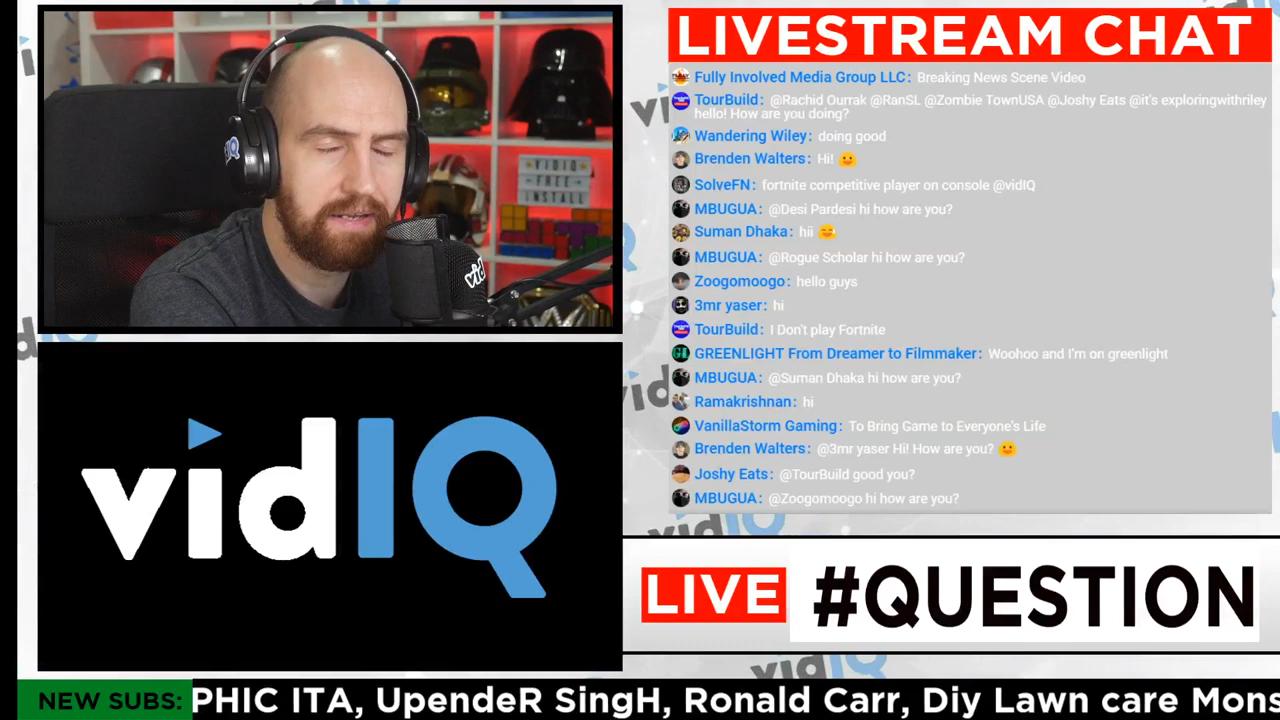 VIDIQ
FREE
INSTALL
vidIQ
LIVESTREAM CHAT
Fully Involved Media Group LLC: Breaking News Scene Video
TourBuild: @Rachid Ourrak @RanSL @Zombie TownUSA @Joshy Eats @it's exploringwithriley
hello! How are you doing?
Wandering Wiley: doing good
Brenden Walters: Hi!
SolveFN: fortnite competitive player on console @vidIQ
MBUGUA: @Desi Pardesi hi how are you?
Suman Dhaka: hii
MBUGUA: @Rogue Scholar hi how are you?
Zoogomoogo: hello guys
3mr yaser: hi
TourBuild: I Don't play Fortnite
GREENLIGHT From Dreamer to Filmmaker: Woohoo and I'm on greenlight
MBUGUA: @Suman Dhaka hi how are you?
Ramakrishnan: hi
VanillaStorm Gaming: To Bring Game to Everyone's Life
Brenden Walters: @3mr yaser Hi! How are you?
Joshy Eats: @TourBuild good you?
MBUGUA: @Zoogomoogo hi how are you?
LIVE #QUESTION
NEW SUBS: PHIC ITA, UpendeR SingH, Ronald Carr, Diy Lawn care Mons